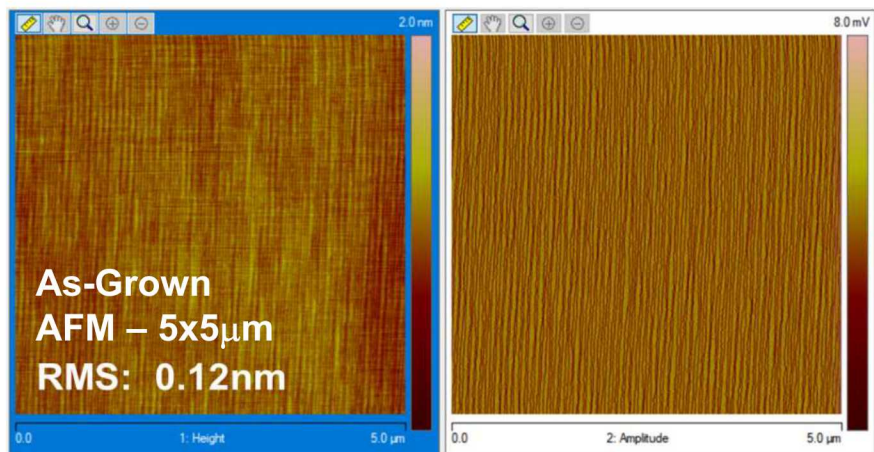 2.0 nm
As-Grown
AFM – 5x5μm
RMS: 0.12nm
0.0 1: Height 5.0 μm
8.0 mV
0.0 2: Amplitude 5.0 μm